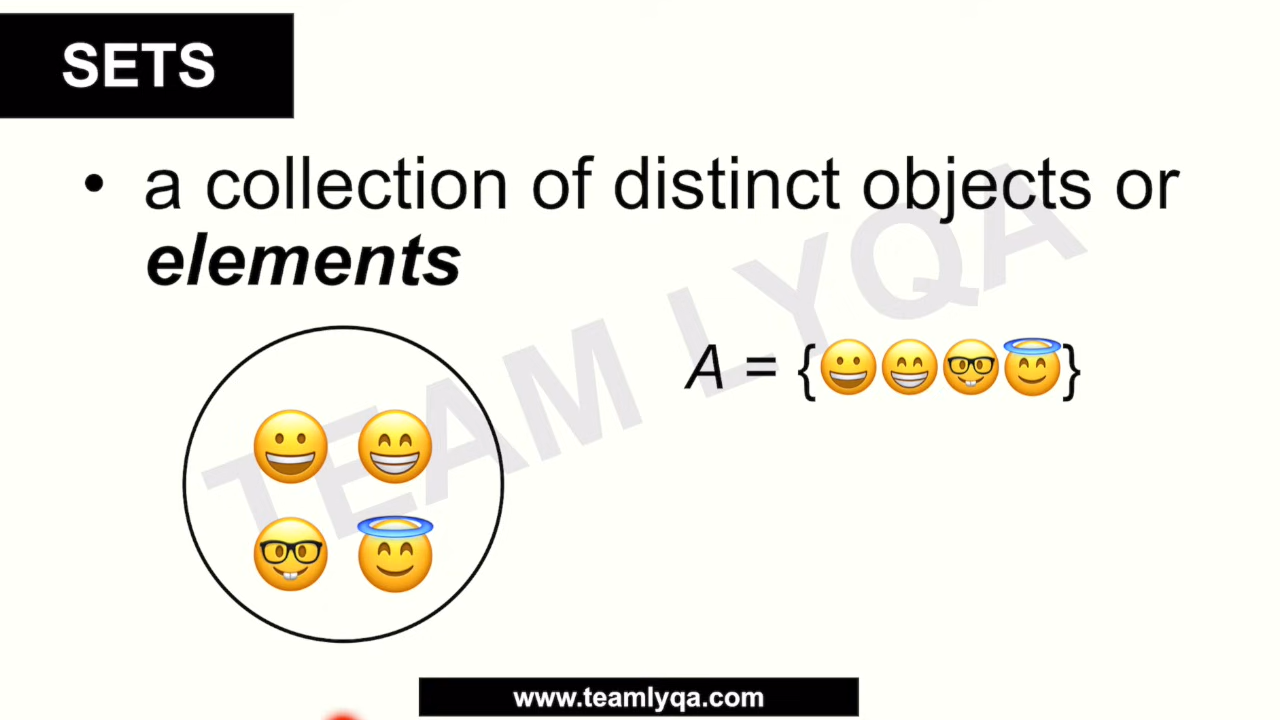 SETS
• a collection of distinct objects or
elements
A = {😀😁🤓😇}
TEAM LYQA
www.teamlyqa.com